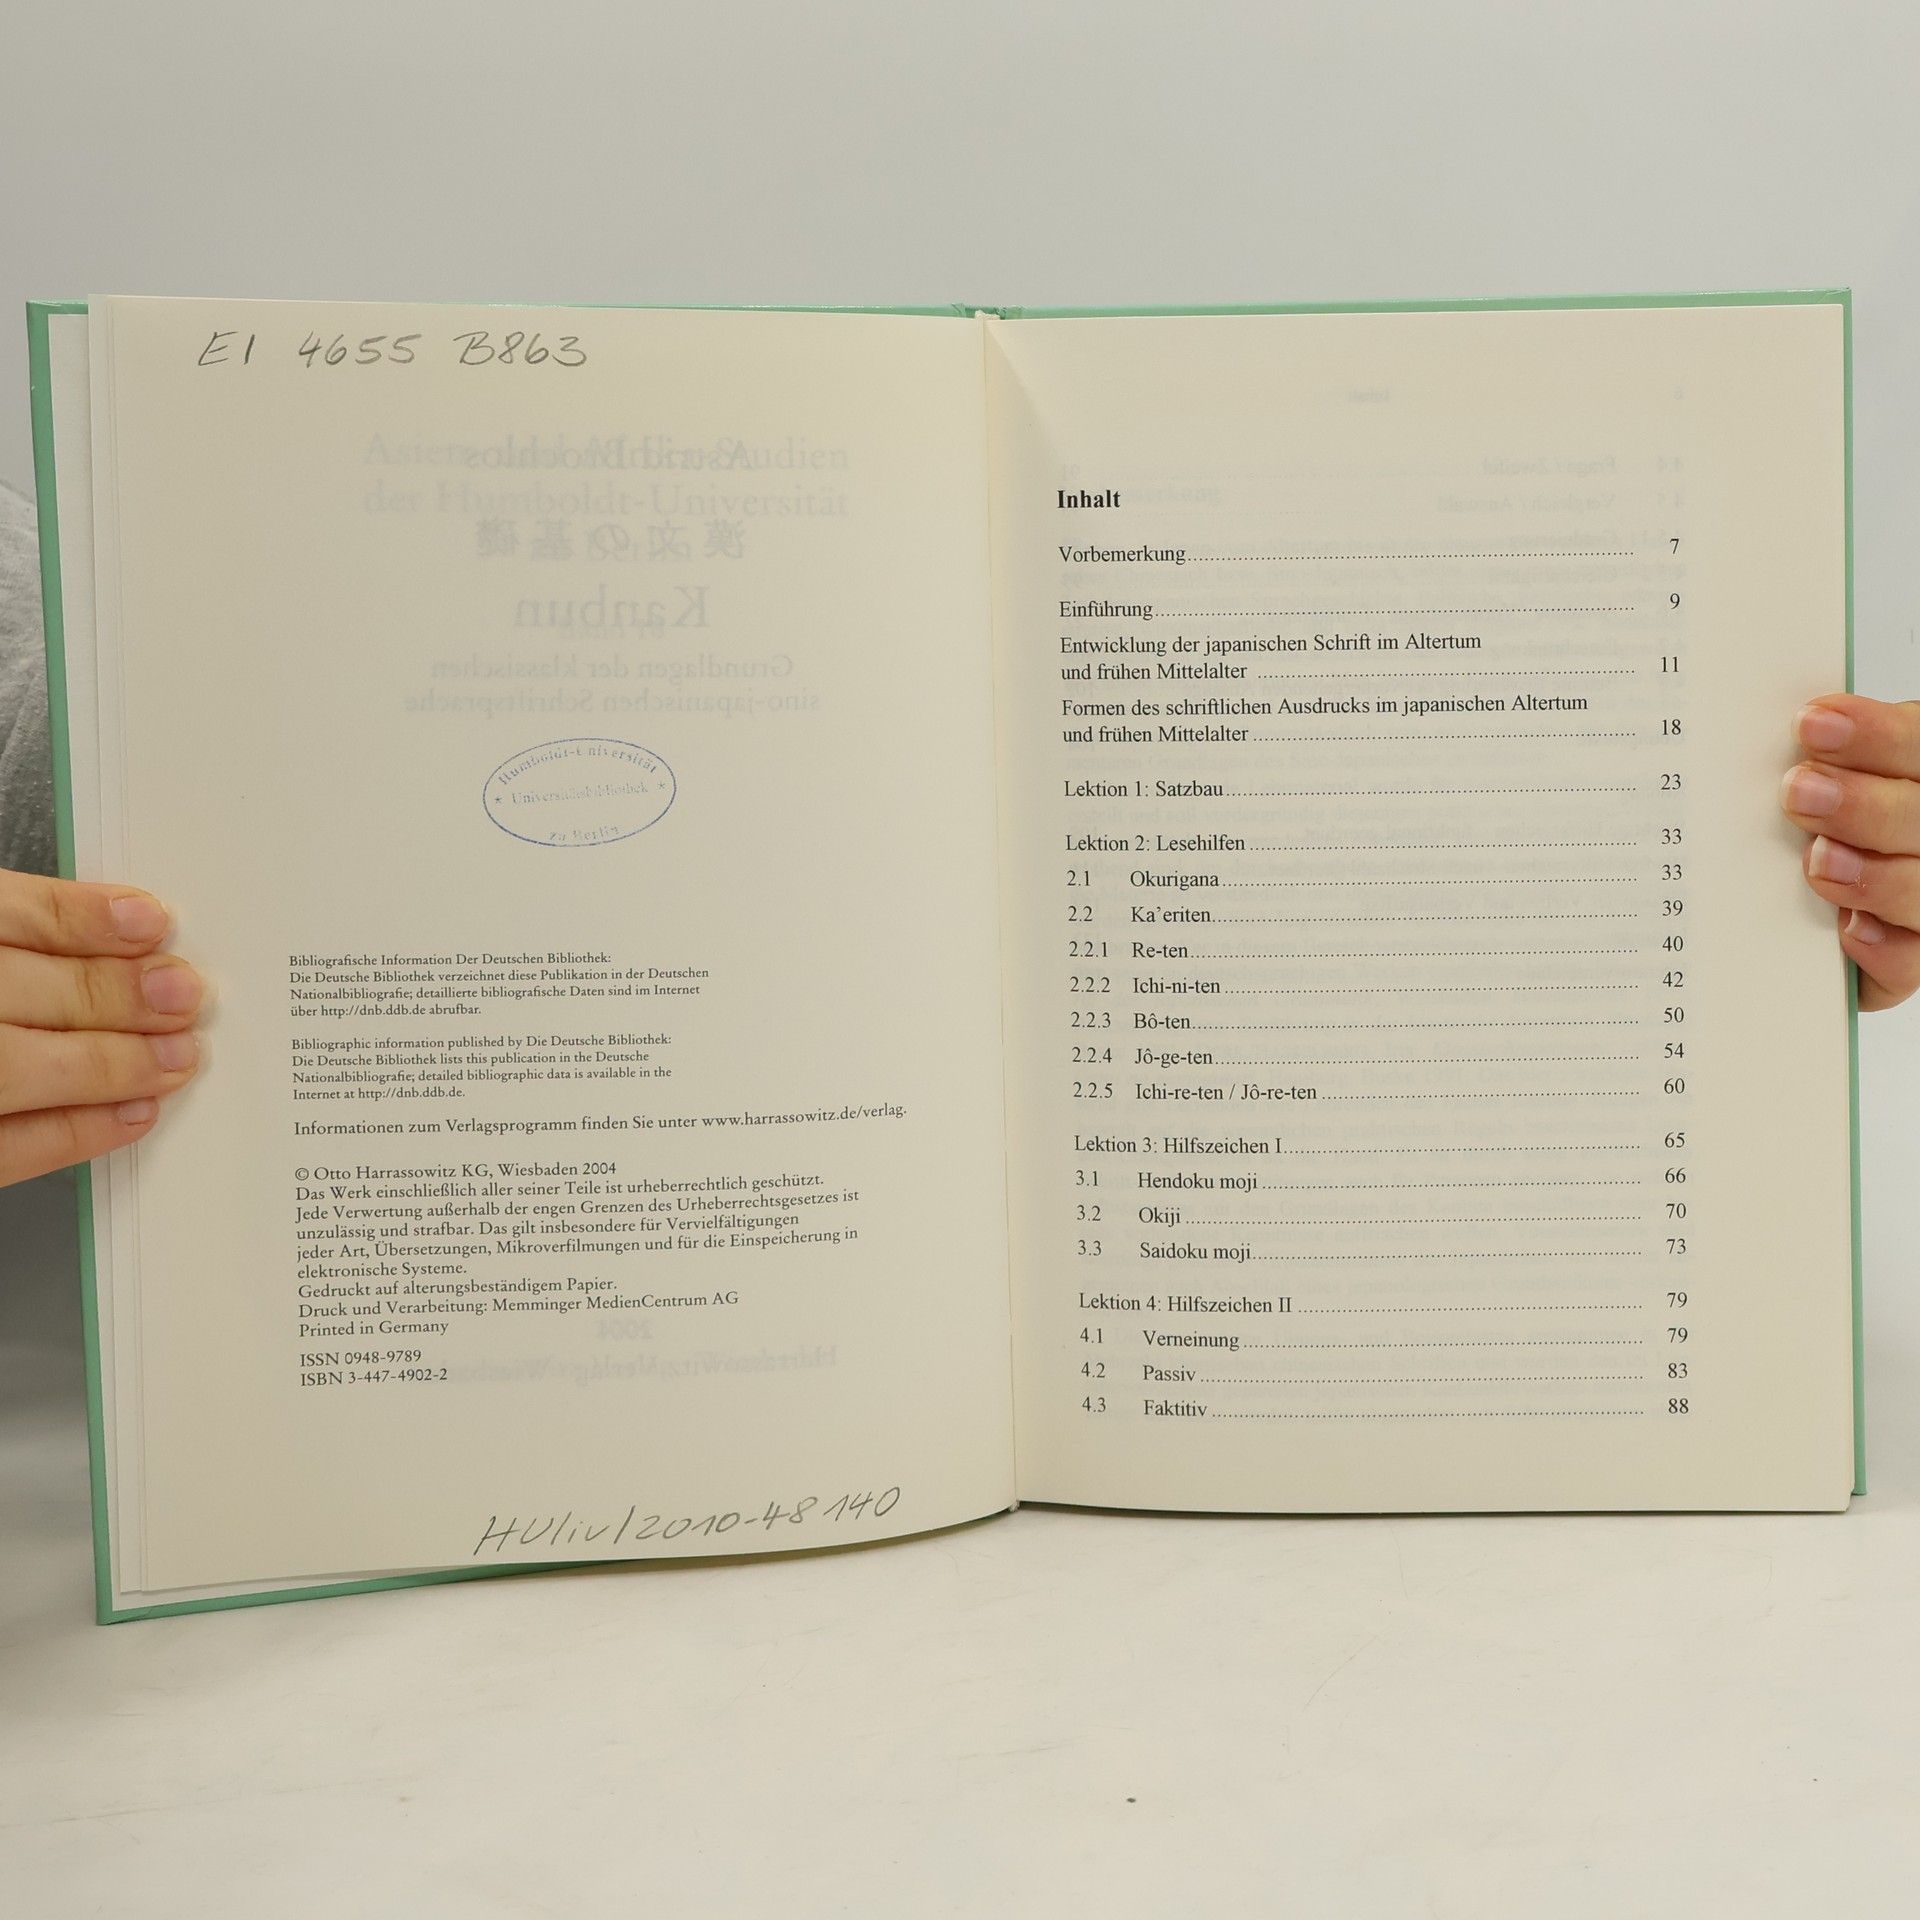 EI 4655 B863
Humboldt-Universität
* Universitätsbibliothek *
zu Berlin
Bibliografische Information Der Deutschen Bibliothek:
Die Deutsche Bibliothek verzeichnet diese Publikation in der Deutschen
Nationalbibliografie; detaillierte bibliografische Daten sind im Internet
über http://dnb.ddb.de abrufbar.
Bibliographic information published by Die Deutsche Bibliothek:
Die Deutsche Bibliothek lists this publication in the Deutsche
Nationalbibliografie; detailed bibliographic data is available in the
Internet at http://dnb.ddb.de.
Informationen zum Verlagsprogramm finden Sie unter www.harrassowitz.de/verlag.
© Otto Harrassowitz KG, Wiesbaden 2004
Das Werk einschließlich aller seiner Teile ist urheberrechtlich geschützt.
Jede Verwertung außerhalb der engen Grenzen des Urheberrechtsgesetzes ist
unzulässig und strafbar. Das gilt insbesondere für Vervielfältigungen
jeder Art, Übersetzungen, Mikroverfilmungen und für die Einspeicherung in
elektronische Systeme.
Gedruckt auf alterungsbeständigem Papier.
Druck und Verarbeitung: Memminger MedienCentrum AG
Printed in Germany
ISSN 0948-9789
ISBN 3-447-4902-2
HU/iv/2010-48140
Inhalt
Vorbemerkung 7
Einführung 9
Entwicklung der japanischen Schrift im Altertum
und frühen Mittelalter 11
Formen des schriftlichen Ausdrucks im japanischen Altertum
und frühen Mittelalter 18
Lektion 1: Satzbau 23
Lektion 2: Lesehilfen 33
2.1 Okurigana 33
2.2 Ka’eriten 39
2.2.1 Re-ten 40
2.2.2 Ichi-ni-ten 42
2.2.3 Bô-ten 50
2.2.4 Jô-ge-ten 54
2.2.5 Ichi-re-ten / Jô-re-ten 60
Lektion 3: Hilfszeichen I 65
3.1 Hendoku moji 66
3.2 Okiji 70
3.3 Saidoku moji 73
Lektion 4: Hilfszeichen II 79
4.1 Verneinung 79
4.2 Passiv 83
4.3 Faktitiv 88